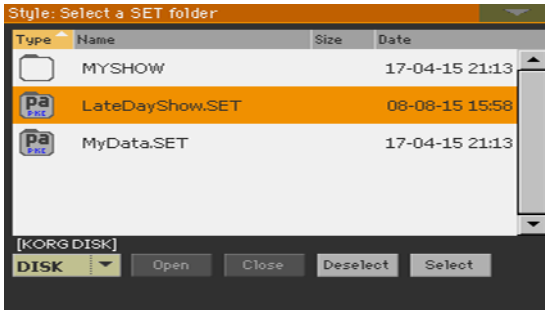 Style: Select a SET folder
Type Name Size Date
MYSHOW 17-04-15 21:13
Pa PKG LateDayShow.SET 08-08-15 15:58
Pa PKG MyData.SET 17-04-15 21:13
[KORG DISK]
DISK Open Close Deselect Select